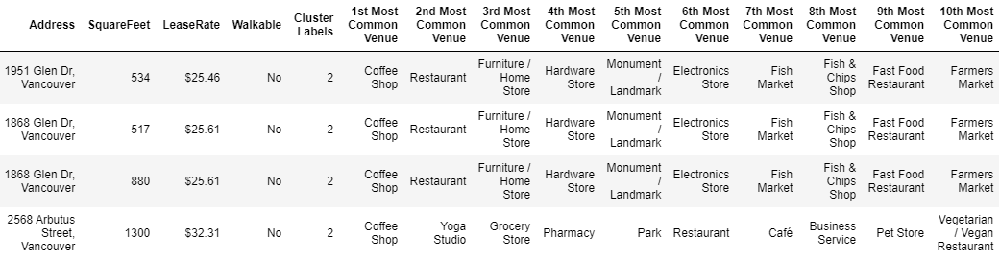 Address SquareFeet LeaseRate Walkable Cluster Labels 1st Most Common Venue 2nd Most Common Venue 3rd Most Common Venue 4th Most Common Venue 5th Most Common Venue 6th Most Common Venue 7th Most Common Venue 8th Most Common Venue 9th Most Common Venue 10th Most Common Venue
1951 Glen Dr, Vancouver 534 $25.46 No 2 Coffee Shop Restaurant Furniture / Home Store Hardware Store Monument / Landmark Electronics Store Fish Market Fish & Chips Shop Fast Food Restaurant Farmers Market
1868 Glen Dr, Vancouver 517 $25.61 No 2 Coffee Shop Restaurant Furniture / Home Store Hardware Store Monument / Landmark Electronics Store Fish Market Fish & Chips Shop Fast Food Restaurant Farmers Market
1868 Glen Dr, Vancouver 880 $25.61 No 2 Coffee Shop Restaurant Furniture / Home Store Hardware Store Monument / Landmark Electronics Store Fish Market Fish & Chips Shop Fast Food Restaurant Farmers Market
2568 Arbutus Street, Vancouver 1300 $32.31 No 2 Coffee Shop Yoga Studio Grocery Store Pharmacy Park Restaurant Café Business Service Pet Store Vegetarian / Vegan Restaurant